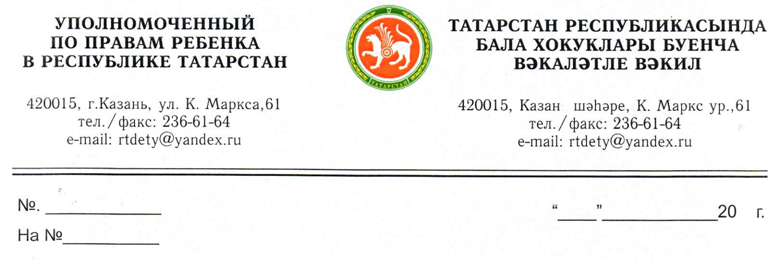 УПОЛНОМОЧЕННЫЙ
ПО ПРАВАМ РЕБЕНКА
В РЕСПУБЛИКЕ ТАТАРСТАН
420015, г.Казань, ул. К. Маркса,61
тел./факс: 236-61-64
e-mail: rtdety@yandex.ru
ТАТАРСТАН
ТАТАРСТАН РЕСПУБЛИКАСЫНДА
БАЛА ХОКУКЛАРЫ БУЕНЧА
ВӘКАЛӘТЛЕ ВӘКИЛ
420015, Казан шәһәре, К. Маркс ур.,61
тел./факс: 236-61-64
e-mail: rtdety@yandex.ru
№. ____________
“____”____________20 г.
На №__________